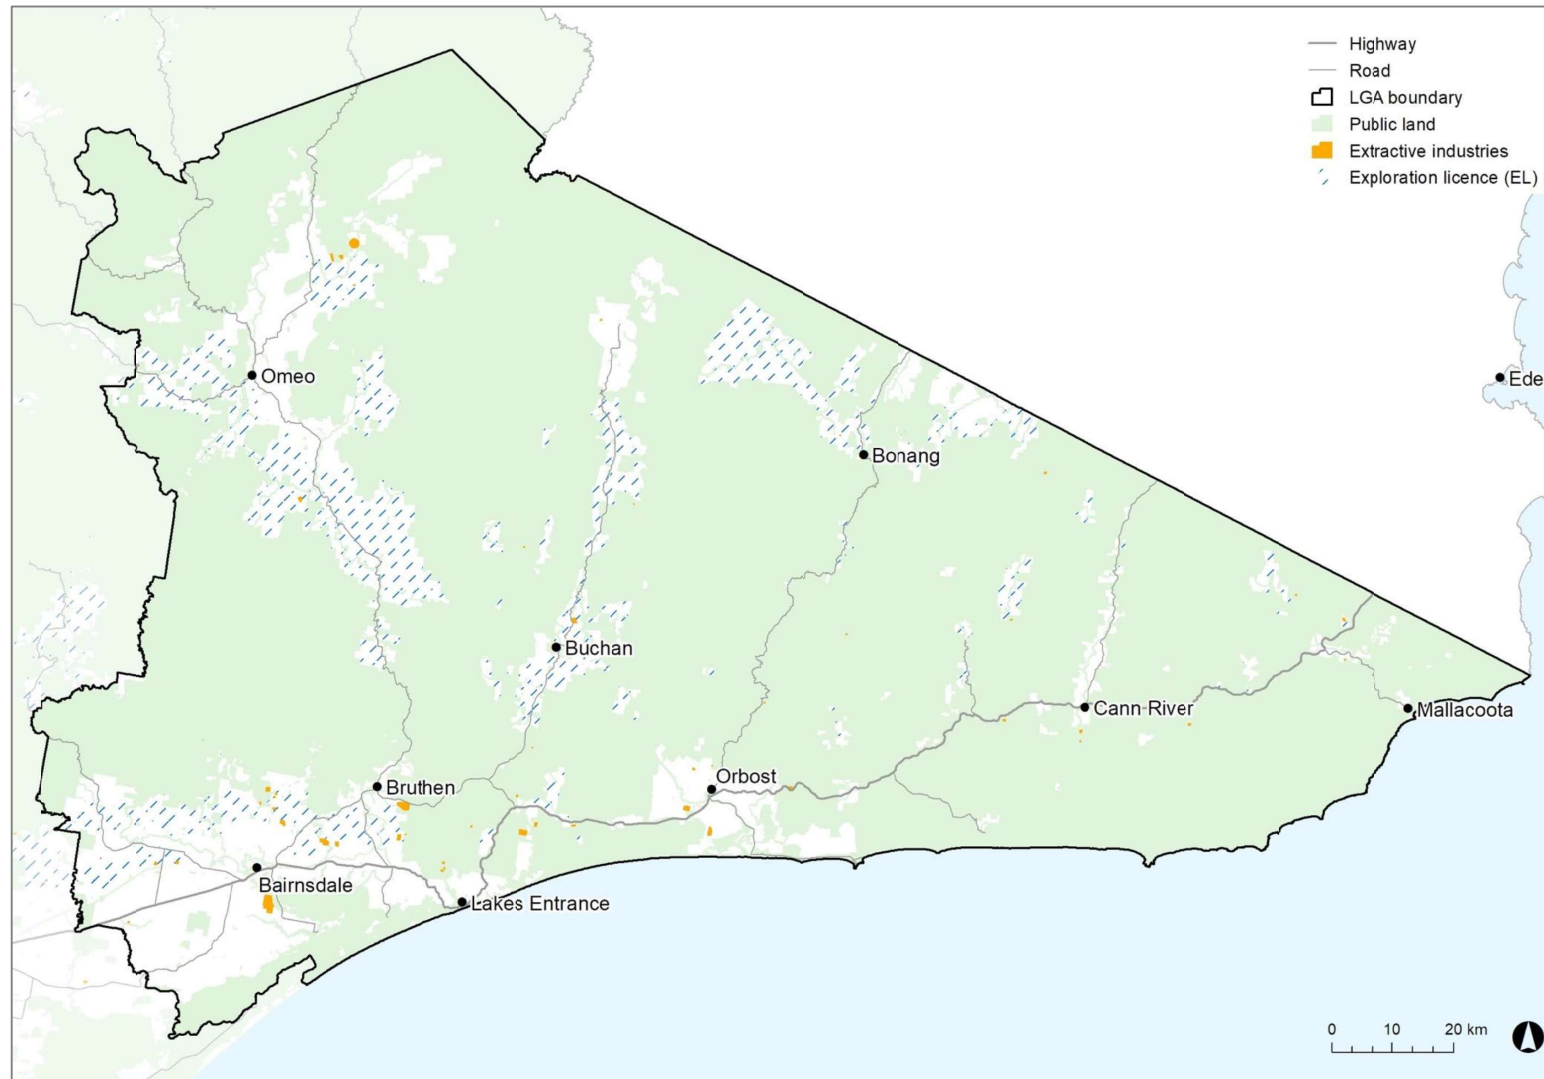 Highway
Road
LGA boundary
Public land
Extractive industries
Exploration licence (EL)
Omeo
Ede
Bonang
Buchan
Cann River
Mallacoota
Orbost
Bruthen
Bairnsdale
Lakes Entrance
0 10 20 km